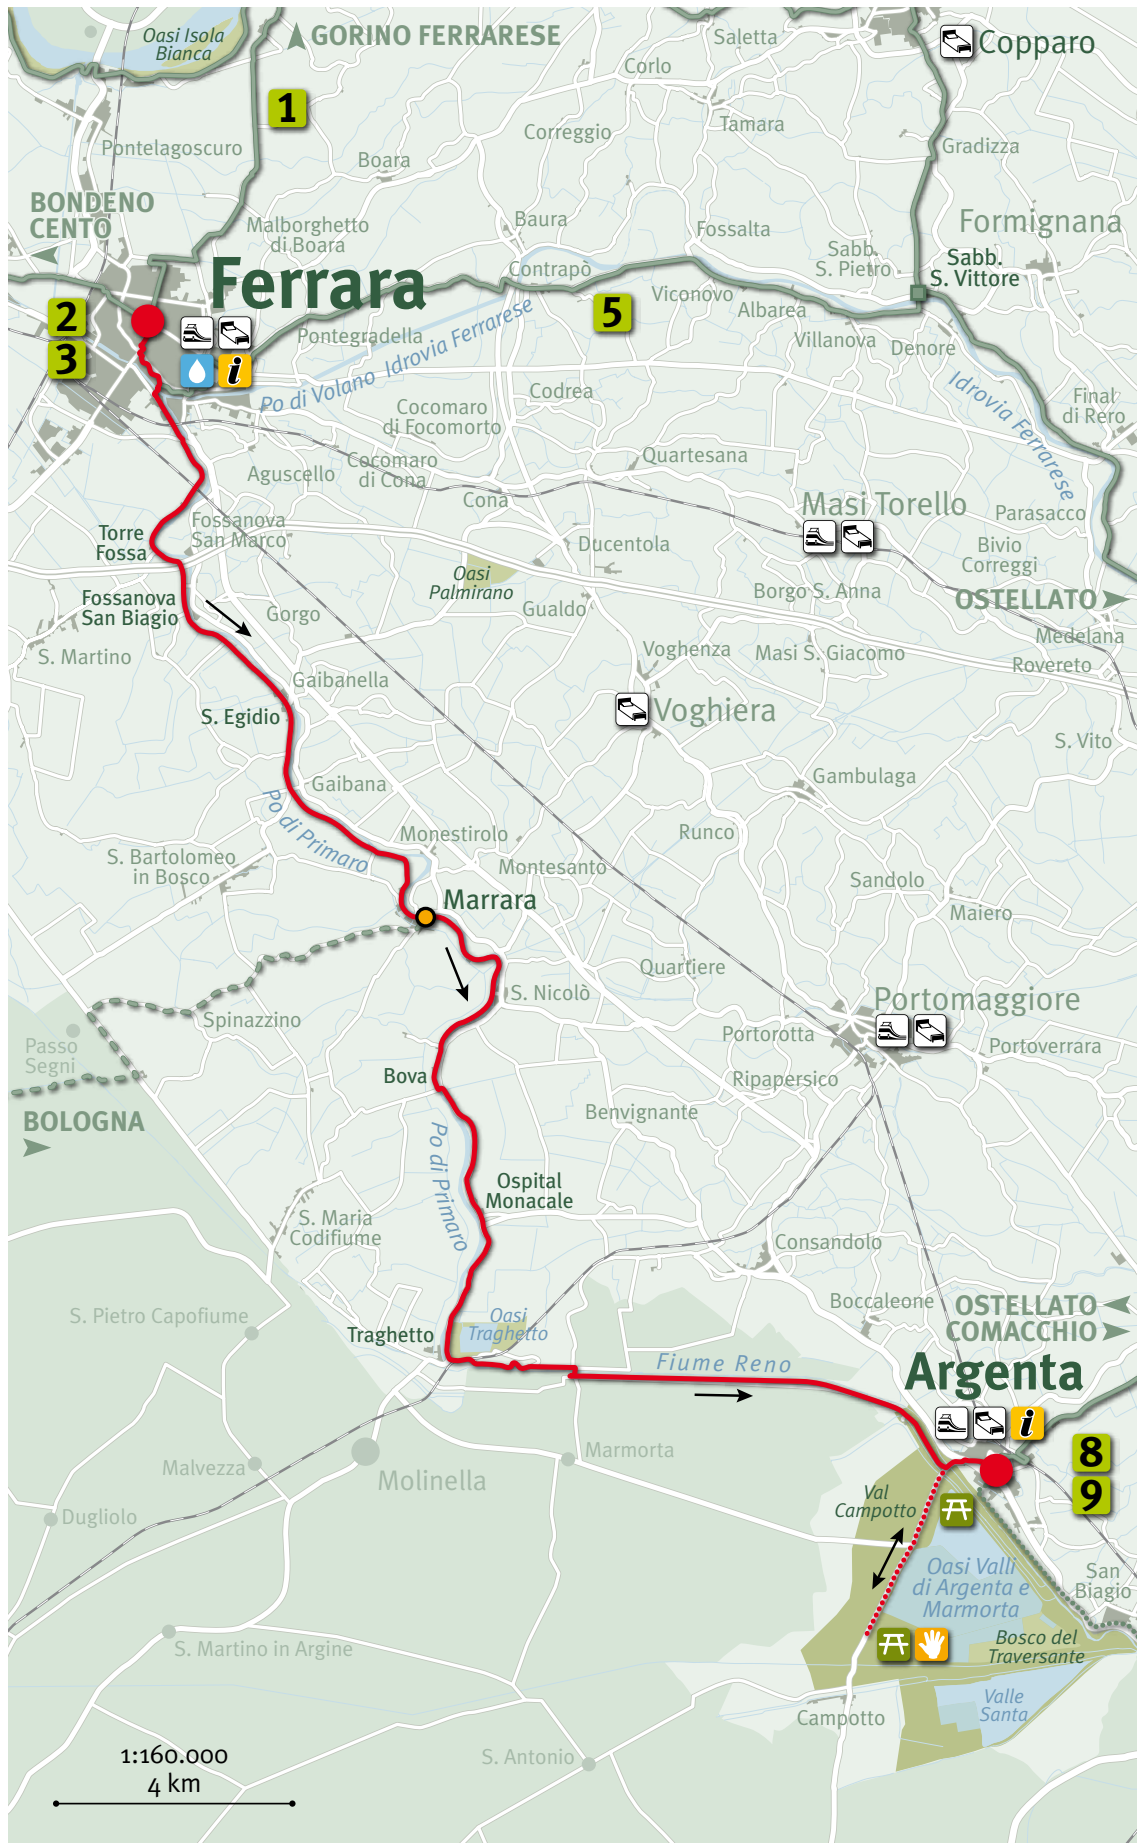 Oasi Isola
Bianca
GORINO FERRARESE
Saletta
Copparo
Corlo
1
Correggio
Tamara
Pontelagoscuro
Boara
Gradizza
BONDENO
CENTO
Malborghetto
di Boara
Baura
Fossalta
Formignana
Sabb.
S. Pietro
Sabb.
S. Vittore
Contrapò
Ferrara
Viconovo
Albarea
2
3
5
Pontegradella
Villanova
Denore
i
Po di Volano Idrovia Ferrarese
Codrea
Idrovia Ferrarese
Final
di Rero
Cocomaro
di Focomorto
Quartesana
Aguscello
Cocomaro
di Cona
Cona
Masi Torello
Parasacco
Torre
Fossa
Fossanova
San Marco
Ducentola
Bivio
Correggi
Oasi
Palmirano
Borgo S. Anna
OSTELLATO
Fossanova
San Biagio
Gorgo
Gualdo
Medelana
S. Martino
Voghenza
Masi S. Giacomo
Rovereto
Gaibanella
S. Egidio
Voghiera
S. Vito
Gaibana
Gambulaga
Po di Primaro
Monestirolo
Runco
S. Bartolomeo
in Bosco
Montesanto
Sandolo
Marrara
Maiero
Quartiere
S. Nicolò
Portomaggiore
Spinazzino
Passo
Segni
Portorotta
Portoverrara
Bova
Ripapersico
BOLOGNA
Benvignante
Po di Primaro
Ospital
Monacale
S. Maria
Codifiume
Consandolo
S. Pietro Capofiume
Boccaleone
OSTELLATO
COMACCHIO
Oasi
Traghetto
Traghetto
Fiume Reno
Argenta
i
Marmorta
8
9
Malvezza
Molinella
Val
Campotto
Dugliolo
Oasi Valli
di Argenta e
Marmorta
San
Biagio
S. Martino in Argine
Bosco del
Traversante
Valle
Santa
Campotto
1:160.000
4 km
S. Antonio